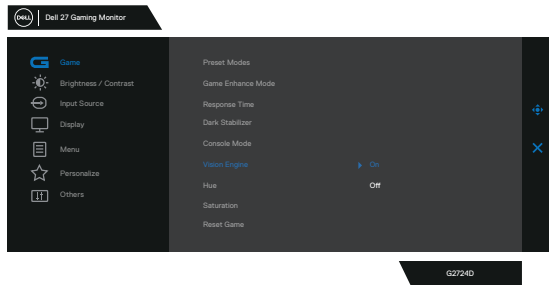 DELL Dell 27 Gaming Monitor
Game
Brightness / Contrast
Input Source
Display
Menu
Personalize
Others
Preset Modes
Game Enhance Mode
Response Time
Dark Stabilizer
Console Mode
Vision Engine On
Hue Off
Saturation
Reset Game
G2724D